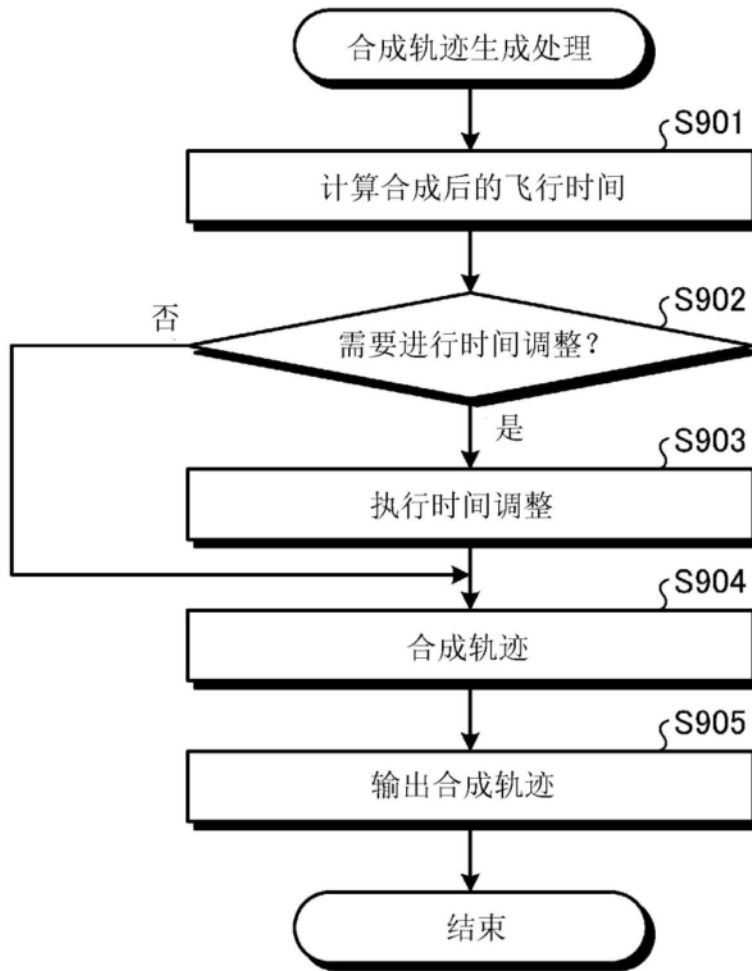 合成轨迹生成处理
S901
计算合成后的飞行时间
S902
否
需要进行时间调整?
是
S903
执行时间调整
S904
合成轨迹
S905
输出合成轨迹
结束